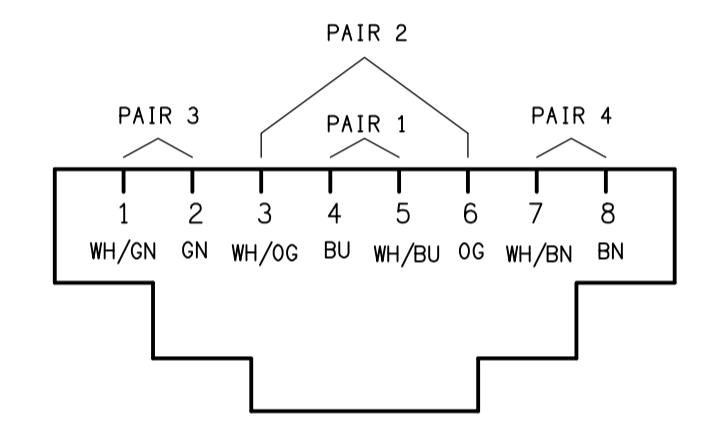 PAIR 2
PAIR 3
PAIR 1
PAIR 4
1 2 3 4 5 6 7 8
WH/GN GN WH/OG BU WH/BU OG WH/BN BN